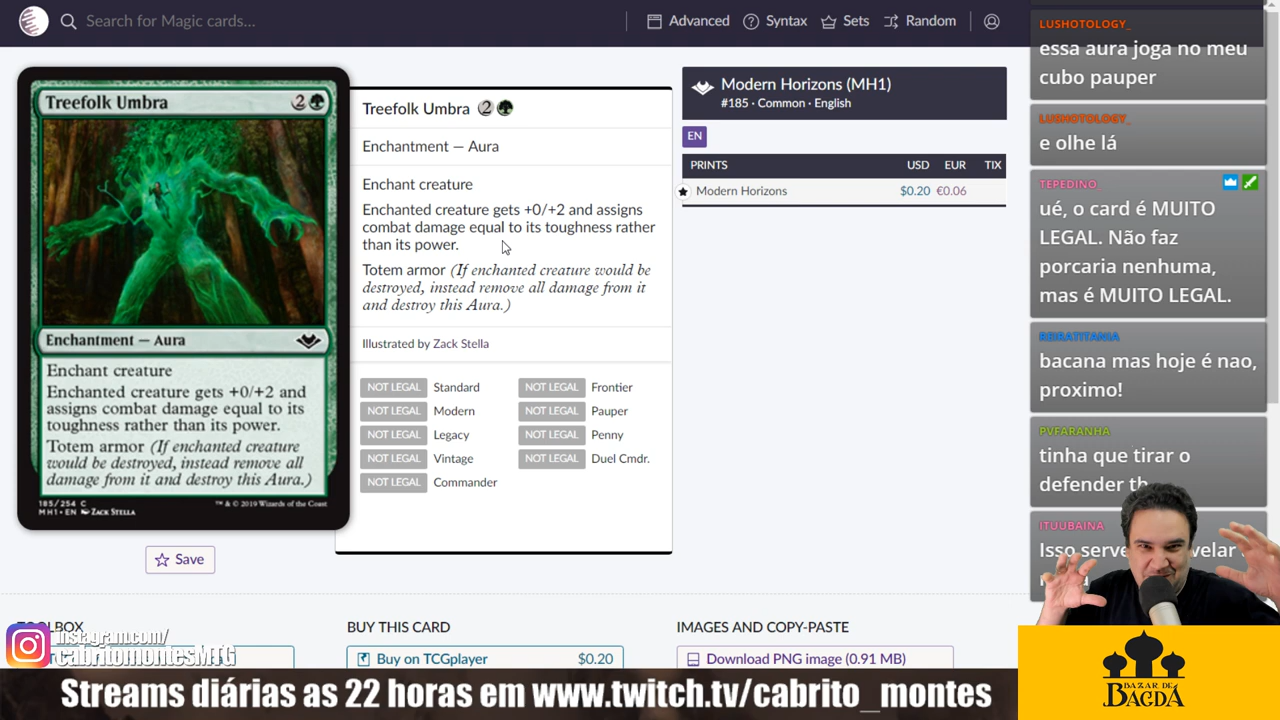 Search for Magic cards...
Advanced
Syntax
Sets
Random
Treefolk Umbra 2
Enchantment — Aura
Enchant creature
Enchanted creature gets +0/+2 and
assigns combat damage equal to its
toughness rather than its power.
Totem armor (If enchanted creature
would be destroyed, instead remove all
damage from it and destroy this Aura.)
185/254 C
MH1 • EN ZACK STELLA
™ & © 2019 Wizards of the Coast
Save
Treefolk Umbra 2
Enchantment — Aura
Enchant creature
Enchanted creature gets +0/+2 and assigns
combat damage equal to its toughness rather
than its power.
Totem armor (If enchanted creature would be
destroyed, instead remove all damage from it
and destroy this Aura.)
Illustrated by Zack Stella
NOT LEGAL Standard NOT LEGAL Frontier
NOT LEGAL Modern NOT LEGAL Pauper
NOT LEGAL Legacy NOT LEGAL Penny
NOT LEGAL Vintage NOT LEGAL Duel Cmdr.
NOT LEGAL Commander
Modern Horizons (MH1)
#185 · Common · English
EN
PRINTS USD EUR TIX
Modern Horizons $0.20 €0.06
LUSHOTOLOGY_
essa aura joga no meu
cubo pauper
LUSHOTOLOGY_
e olhe lá
TEPEDINO
ué, o card é MUITO
LEGAL. Não faz
porcaria nenhuma,
mas é MUITO LEGAL.
REIRATITANIA
bacana mas hoje é nao,
proximo!
PVFARANHA
tinha que tirar o
defender
ITUUBAINA
Isso
BUY THIS CARD
Buy on TCGplayer $0.20
IMAGES AND COPY-PASTE
Download PNG image (0.91 MB)
instagram.com/
cabritomontesMTG
Streams diárias as 22 horas em www.twitch.tv/cabrito_montes
BAZAR DE
BAGDÁ